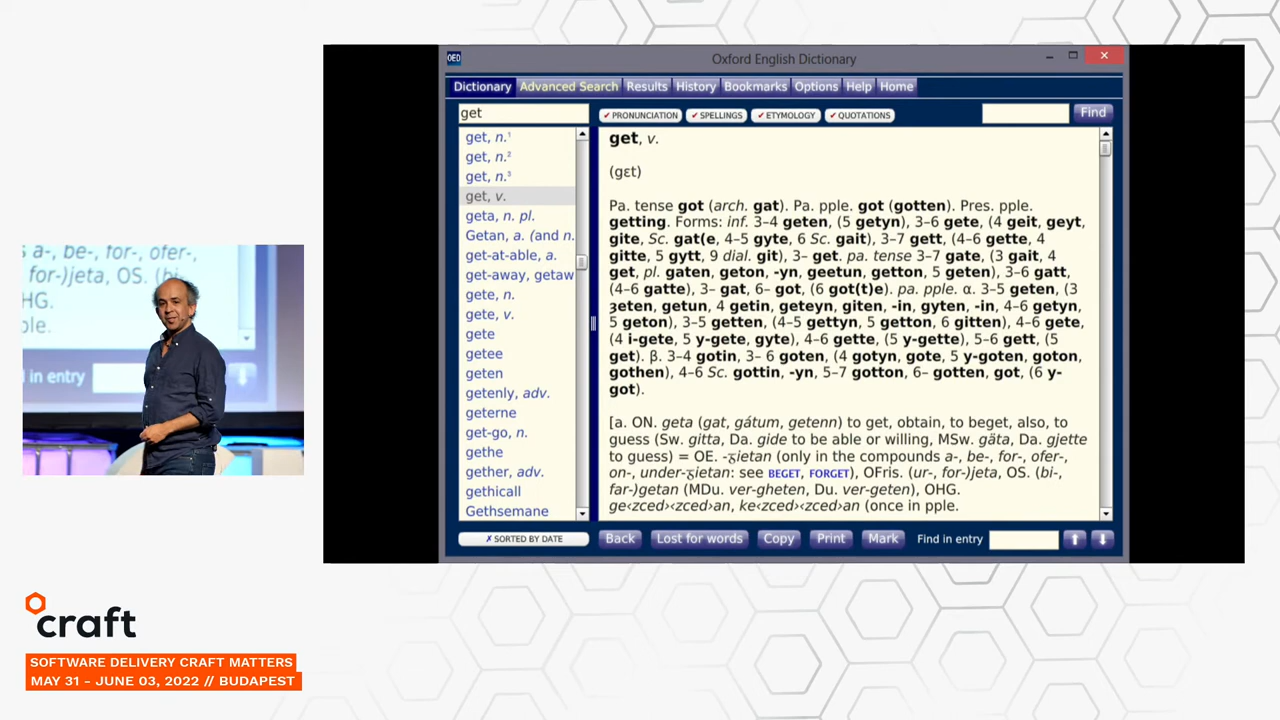 OED
Oxford English Dictionary
Dictionary Advanced Search Results History Bookmarks Options Help Home
get
✓ PRONUNCIATION ✓ SPELLINGS ✓ ETYMOLOGY ✓ QUOTATIONS
Find
get, n.¹
get, n.²
get, n.³
get, v.
geta, n. pl.
Getan, a. (and n.
get-at-able, a.
get-away, getaw
gete, n.
gete, v.
gete
getee
geten
getenly, adv.
geterne
get-go, n.
gethe
gether, adv.
gethicall
Gethsemane
get, v.
(gɛt)
Pa. tense got (arch. gat). Pa. pple. got (gotten). Pres. pple.
getting. Forms: inf. 3–4 geten, (5 getyn), 3–6 gete, (4 geit, geyt,
gite, Sc. gat(e, 4–5 gyte, 6 Sc. gait), 3–7 gett, (4–6 gette, 4
gitte, 5 gytt, 9 dial. git), 3– get. pa. tense 3–7 gate, (3 gait, 4
get, pl. gaten, geton, -yn, geetun, getton, 5 geten), 3–6 gatt,
(4–6 gatte), 3– gat, 6– got, (6 got(t)e). pa. pple. α. 3–5 geten, (3
ȝeten, getun, 4 getin, geteyn, giten, -in, gyten, -in, 4–6 getyn,
5 geton), 3–5 getten, (4–5 gettyn, 5 getton, 6 gitten), 4–6 gete,
(4 i-gete, 5 y-gete, gyte), 4–6 gette, (5 y-gette), 5–6 gett, (5
get). β. 3–4 gotin, 3– 6 goten, (4 gotyn, gote, 5 y-goten, goton,
gothen), 4–6 Sc. gottin, -yn, 5–7 gotton, 6– gotten, got, (6 y-
got).
[a. ON. geta (gat, gátum, getenn) to get, obtain, to beget, also, to
guess (Sw. gitta, Da. gide to be able or willing, MSw. gäta, Da. gjette
to guess) = OE. -ᵹietan (only in the compounds a-, be-, for-, ofer-,
on-, under-ᵹietan: see BEGET, FORGET), OFris. (ur-, for-)jeta, OS. (bi-,
far-)getan (MDu. ver-gheten, Du. ver-geten), OHG.
ge‹zced›‹zced›an, ke‹zced›‹zced›an (once in pple.
✗ SORTED BY DATE
Back Lost for words Copy Print Mark Find in entry
s a-, be-, for-, ofer-,
for-)jeta, OS. (bi-
HG.
ple.
d in entry
craft
SOFTWARE DELIVERY CRAFT MATTERS
MAY 31 - JUNE 03, 2022 // BUDAPEST